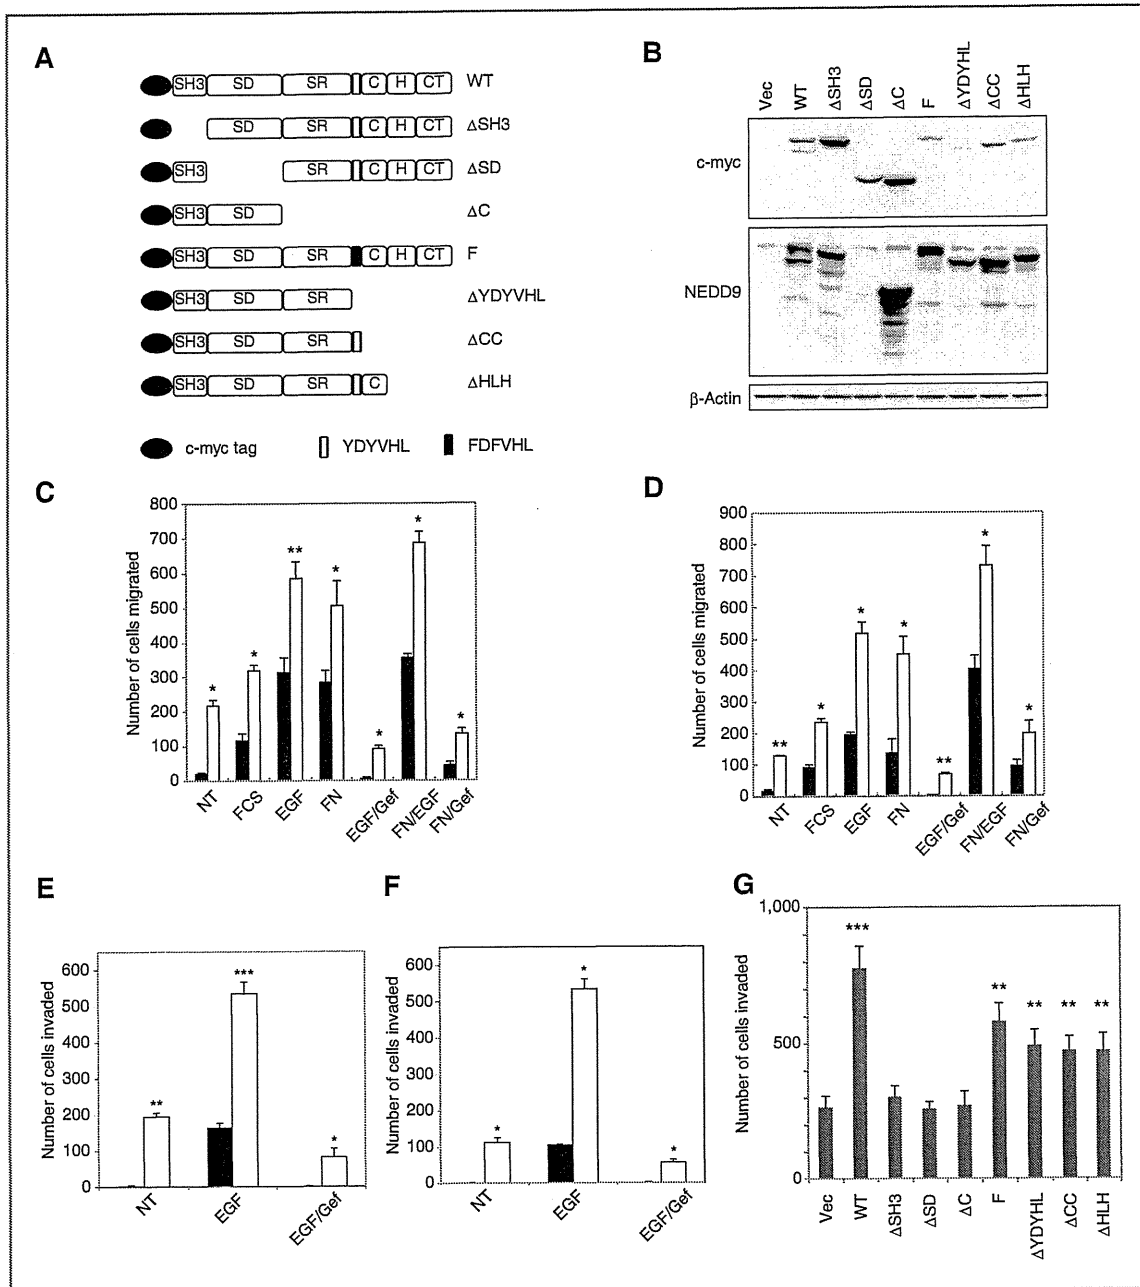 A
SH3 SD SR C H CT WT
SD SR C H CT ΔSH3
SH3 SR C H CT ΔSD
SH3 SD ΔC
SH3 SD SR C H CT F
SH3 SD SR ΔYDYVHL
SH3 SD SR ΔCC
SH3 SD SR C ΔHLH
c-myc tag YDYVHL FDFVHL
B
Vec WT ΔSH3 ΔSD ΔC F ΔYDYHL ΔCC ΔHLH
c-myc
NEDD9
β-Actin
C
Number of cells migrated
800
700
600
500
400
300
200
100
0
* * ** * * * *
NT FCS EGF FN EGF/Gef FN/EGF FN/Gef
D
Number of cells migrated
900
800
700
600
500
400
300
200
100
0
** * * * ** * *
NT FCS EGF FN EGF/Gef FN/EGF FN/Gef
E
Number of cells invaded
600
500
400
300
200
100
0
** *** *
NT EGF EGF/Gef
F
Number of cells invaded
600
500
400
300
200
100
0
* * *
NT EGF EGF/Gef
G
Number of cells invaded
1,000
500
0
*** ** ** ** **
Vec WT ΔSH3 ΔSD ΔC F ΔYDYHL ΔCC ΔHLH